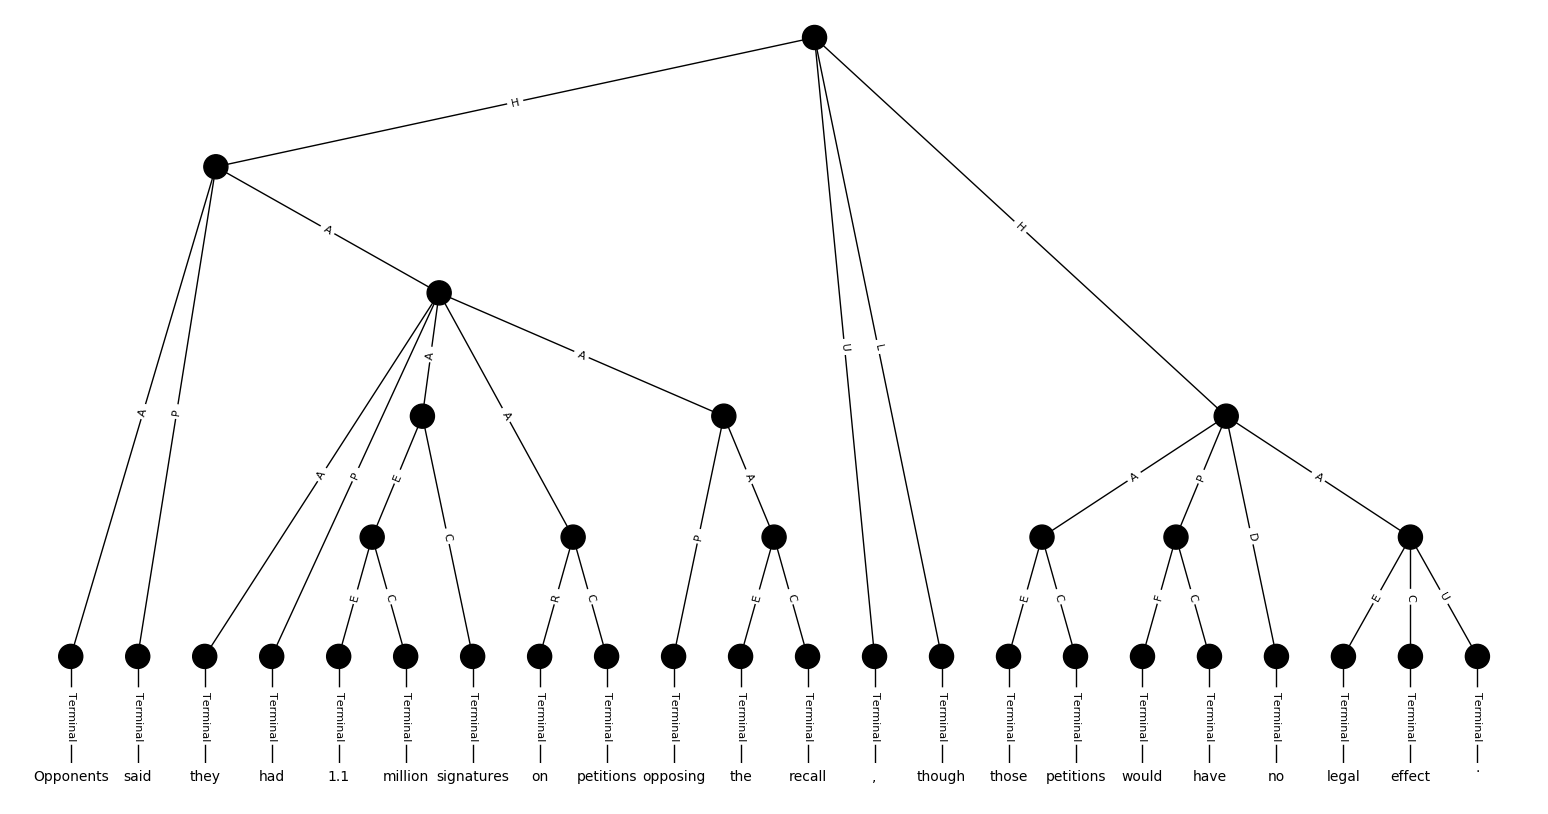 H
A
A
A
U
L
H
A
P
A
P
E
C
A
P
A
A
P
D
A
E
C
R
C
E
C
E
C
F
C
E
C
U
Terminal Terminal Terminal Terminal Terminal Terminal Terminal Terminal Terminal Terminal Terminal Terminal Terminal Terminal Terminal Terminal Terminal Terminal Terminal Terminal Terminal Terminal
Opponents said they had 1.1 million signatures on petitions opposing the recall , though those petitions would have no legal effect .